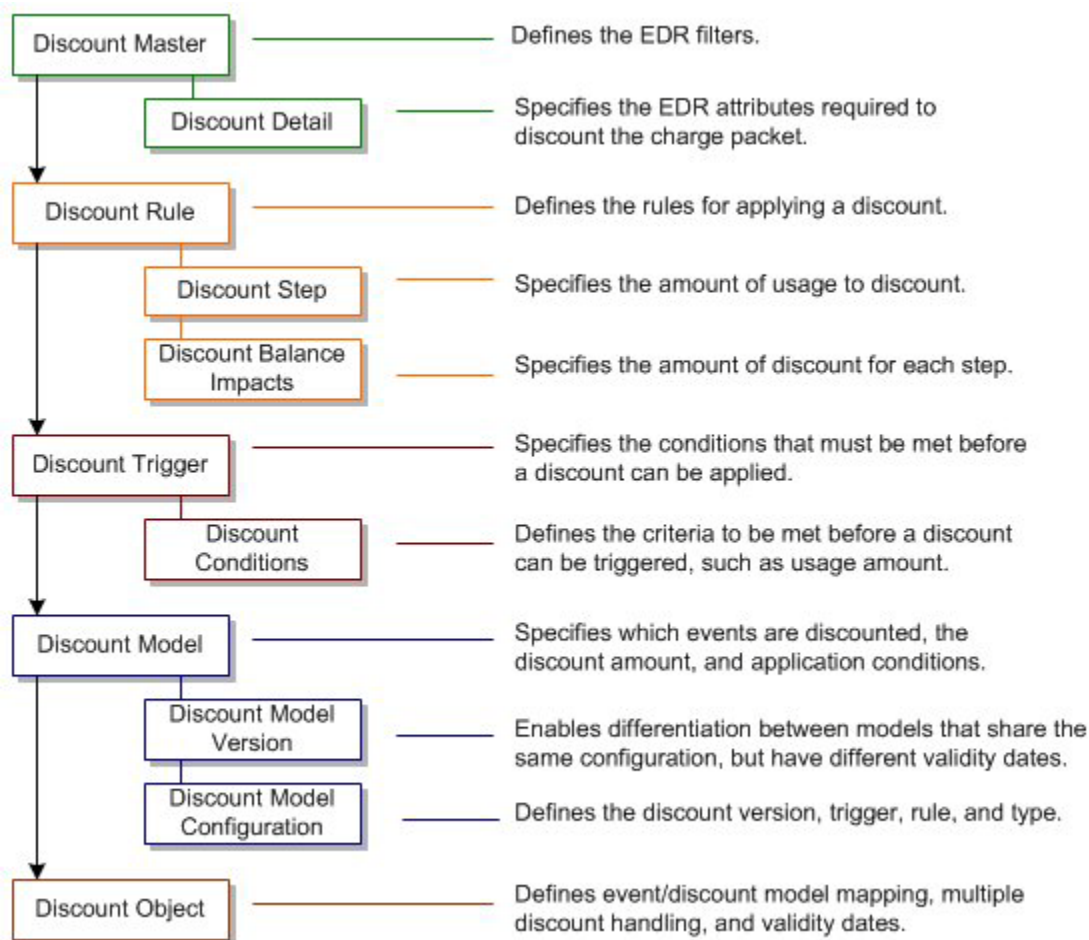 Discount Master
Defines the EDR filters.
Discount Detail
Specifies the EDR attributes required to
discount the charge packet.
Discount Rule
Defines the rules for applying a discount.
Discount Step
Specifies the amount of usage to discount.
Discount Balance
Impacts
Specifies the amount of discount for each step.
Discount Trigger
Specifies the conditions that must be met before
a discount can be applied.
Discount
Conditions
Defines the criteria to be met before a discount
can be triggered, such as usage amount.
Discount Model
Specifies which events are discounted, the
discount amount, and application conditions.
Discount Model
Version
Enables differentiation between models that share the
same configuration, but have different validity dates.
Discount Model
Configuration
Defines the discount version, trigger, rule, and type.
Discount Object
Defines event/discount model mapping, multiple
discount handling, and validity dates.